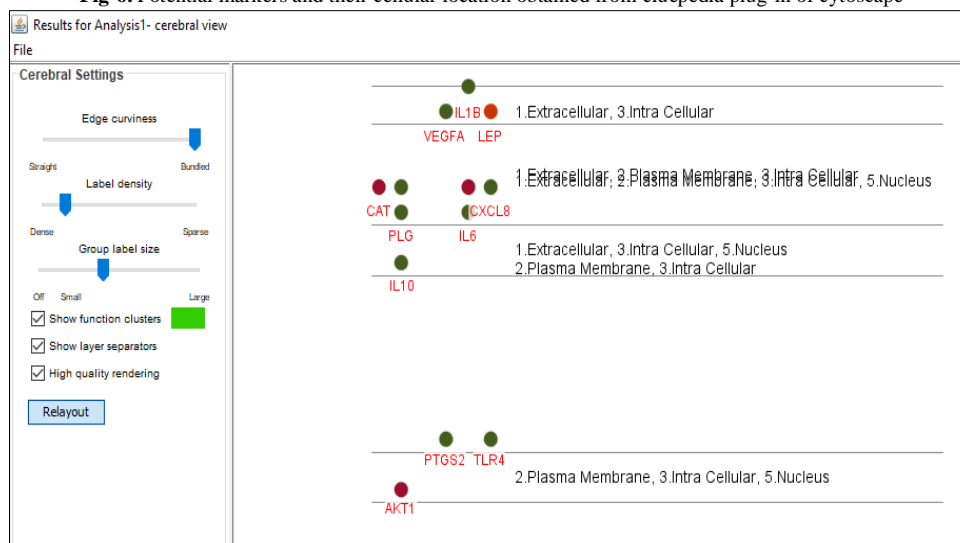 Fig 6. Potential markers and their cellular location obtained from cluepedia plug-in of cytoscape
Results for Analysis1- cerebral view
File
Cerebral Settings
Edge curviness
Straight Bundled
Label density
Dense Sparse
Group label size
Off Small Large
Show function clusters
Show layer separators
High quality rendering
Relayout
IL1B 1.Extracellular, 3.Intra Cellular
VEGFA LEP
1.Extracellular, 2.Plasma Membrane, 3.Intra Cellular
1.Extracellular, 2.Plasma Membrane, 3.Intra Cellular, 5.Nucleus
CAT CXCL8
PLG IL6
1.Extracellular, 3.Intra Cellular, 5.Nucleus
2.Plasma Membrane, 3.Intra Cellular
IL10
PTGS2 TLR4
2.Plasma Membrane, 3.Intra Cellular, 5.Nucleus
AKT1